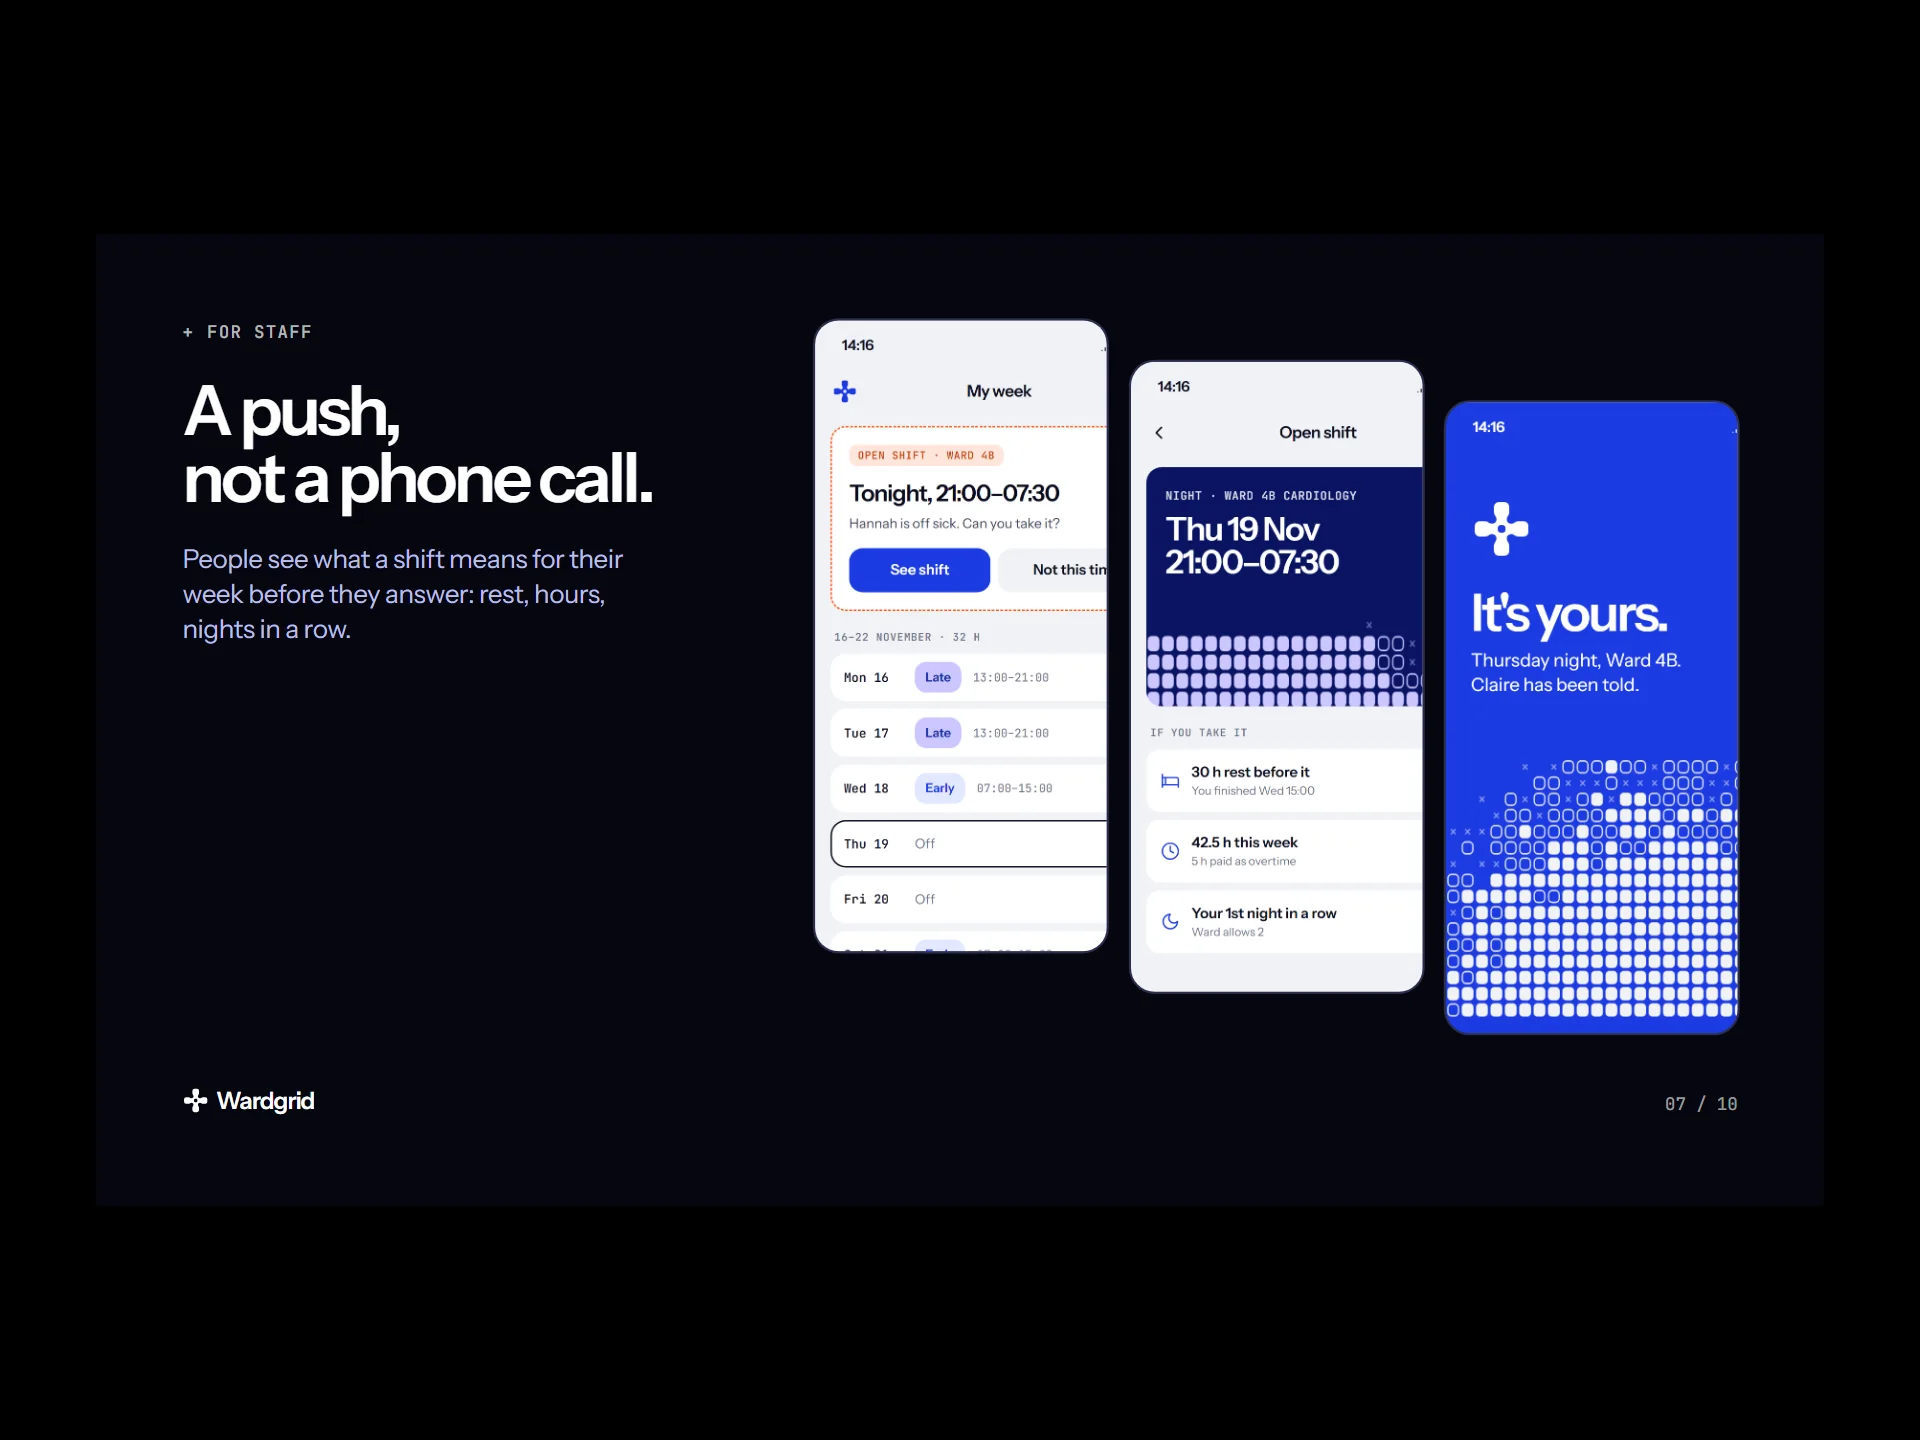 + FOR STAFF
A push,
not a phone call.
People see what a shift means for their
week before they answer: rest, hours,
nights in a row.
14:16
My week
OPEN SHIFT · WARD 4B
Tonight, 21:00–07:30
Hannah is off sick. Can you take it?
See shift
Not this
16–22 NOVEMBER · 32 H
Mon 16 Late 13:00–21:00
Tue 17 Late 13:00–21:00
Wed 18 Early 07:00–15:00
Thu 19 Off
Fri 20 Off
14:16
Open shift
NIGHT · WARD 4B CARDIOLOGY
Thu 19 Nov
21:00–07:30
IF YOU TAKE IT
30 h rest before it
You finished Wed 15:00
42.5 h this week
5 h paid as overtime
Your 1st night in a row
Ward allows 2
14:16
It's yours.
Thursday night, Ward 4B.
Claire has been told.
Wardgrid
07 / 10